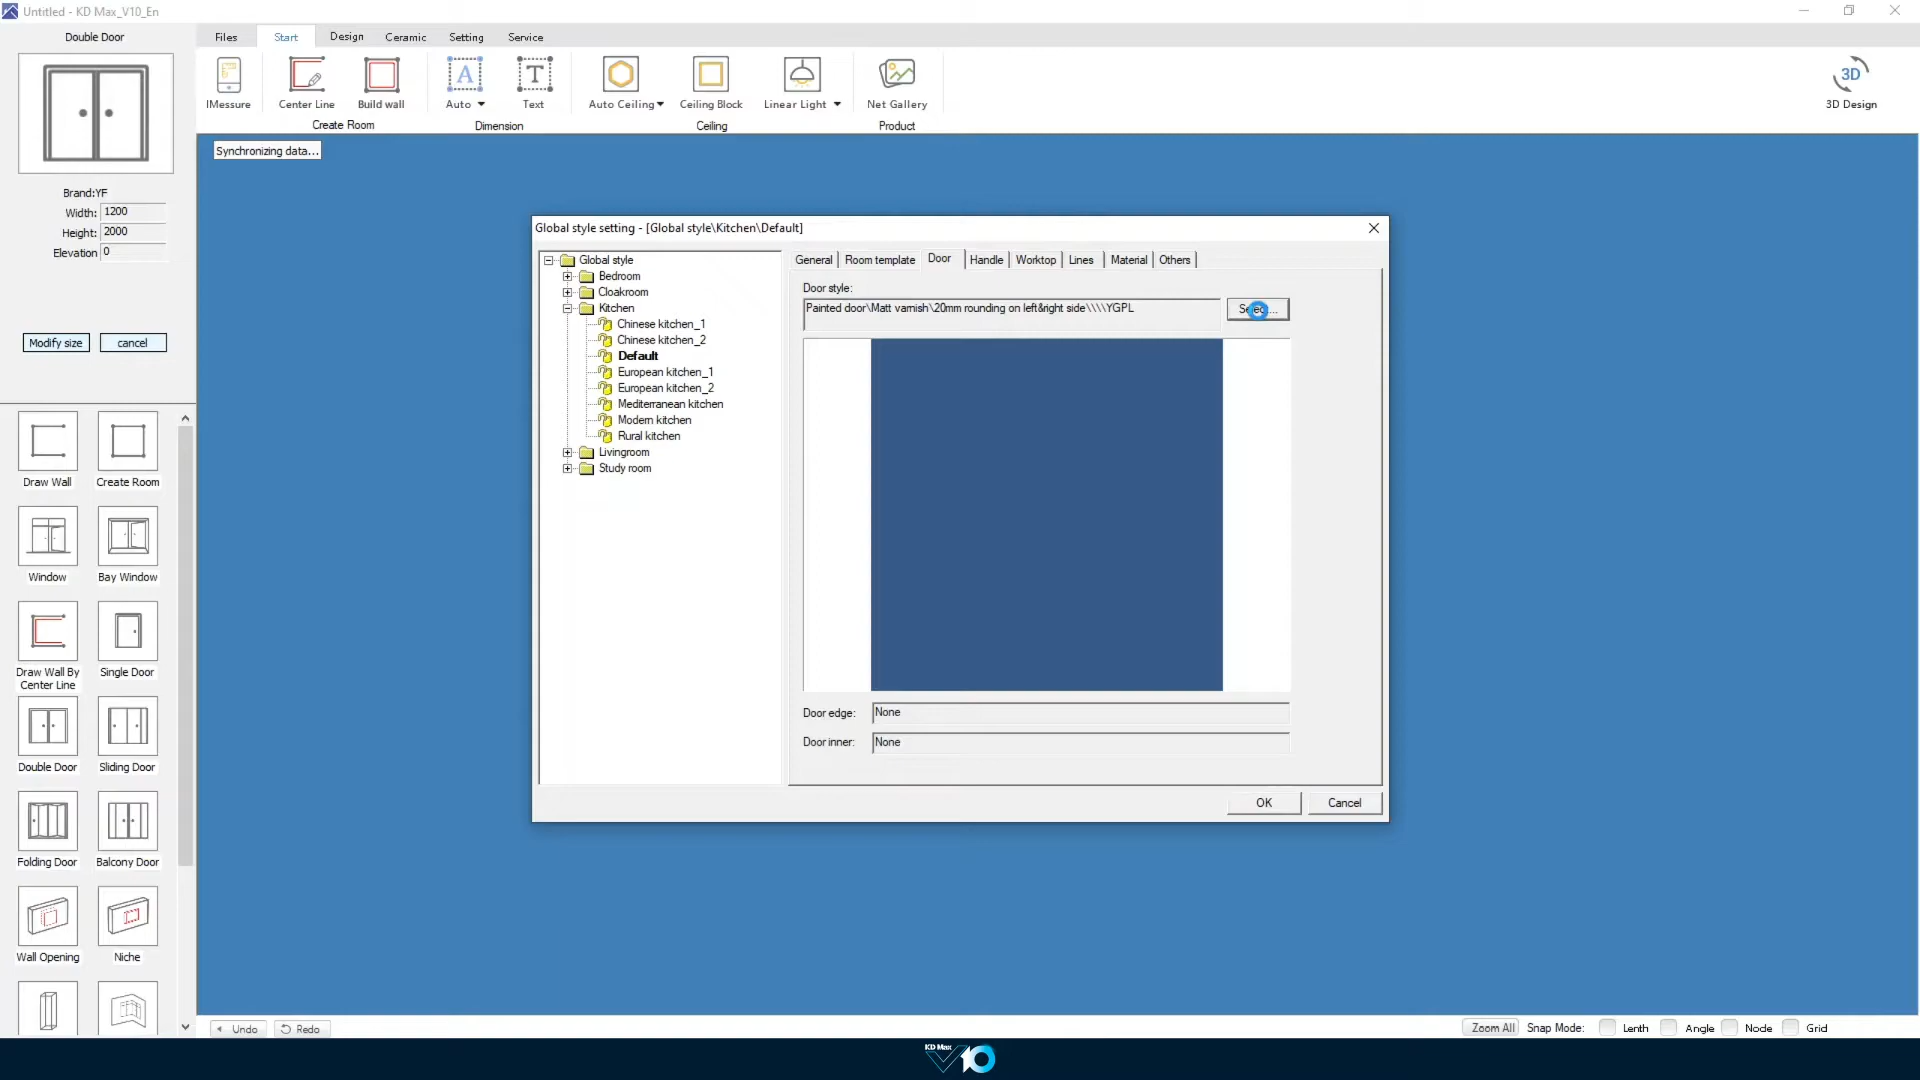 Untitled - KD Max_V10_En
Double Door
Files Start Design Ceramic Setting Service
IMessure
Center Line
Build wall
Create Room
Auto
Text
Dimension
Auto Ceiling
Ceiling Block
Linear Light
Ceiling
Net Gallery
Product
3D
3D Design
Synchronizing data...
Brand:YF
Width: 1200
Height: 2000
Elevation 0
Modify size cancel
Draw Wall
Create Room
Window
Bay Window
Draw Wall By
Center Line
Single Door
Double Door
Sliding Door
Folding Door
Balcony Door
Wall Opening
Niche
Global style setting - [Global style\Kitchen\Default]
Global style
Bedroom
Cloakroom
Kitchen
Chinese kitchen_1
Chinese kitchen_2
Default
European kitchen_1
European kitchen_2
Mediterranean kitchen
Modern kitchen
Rural kitchen
Livingroom
Study room
General Room template Door Handle Worktop Lines Material Others
Door style:
Painted door\Matt varnish\20mm rounding on left&right side\\\\YGPL
Door edge: None
Door inner: None
OK Cancel
Undo Redo
Zoom All Snap Mode: Lenth Angle Node Grid
KD Max
V10